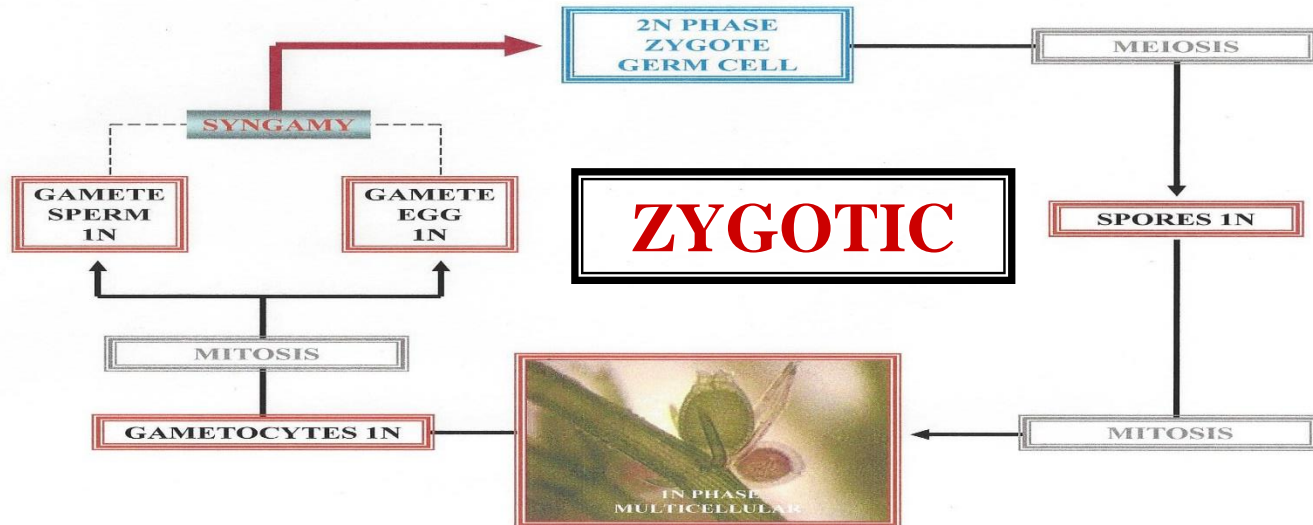 2N PHASE
ZYGOTE
GERM CELL
MEIOSIS
SYNGAMY
GAMETE
SPERM
1N
GAMETE
EGG
1N
ZYGOTIC
SPORES 1N
MITOSIS
GAMETOCYTES 1N
1N PHASE
MULTICELLULAR
MITOSIS